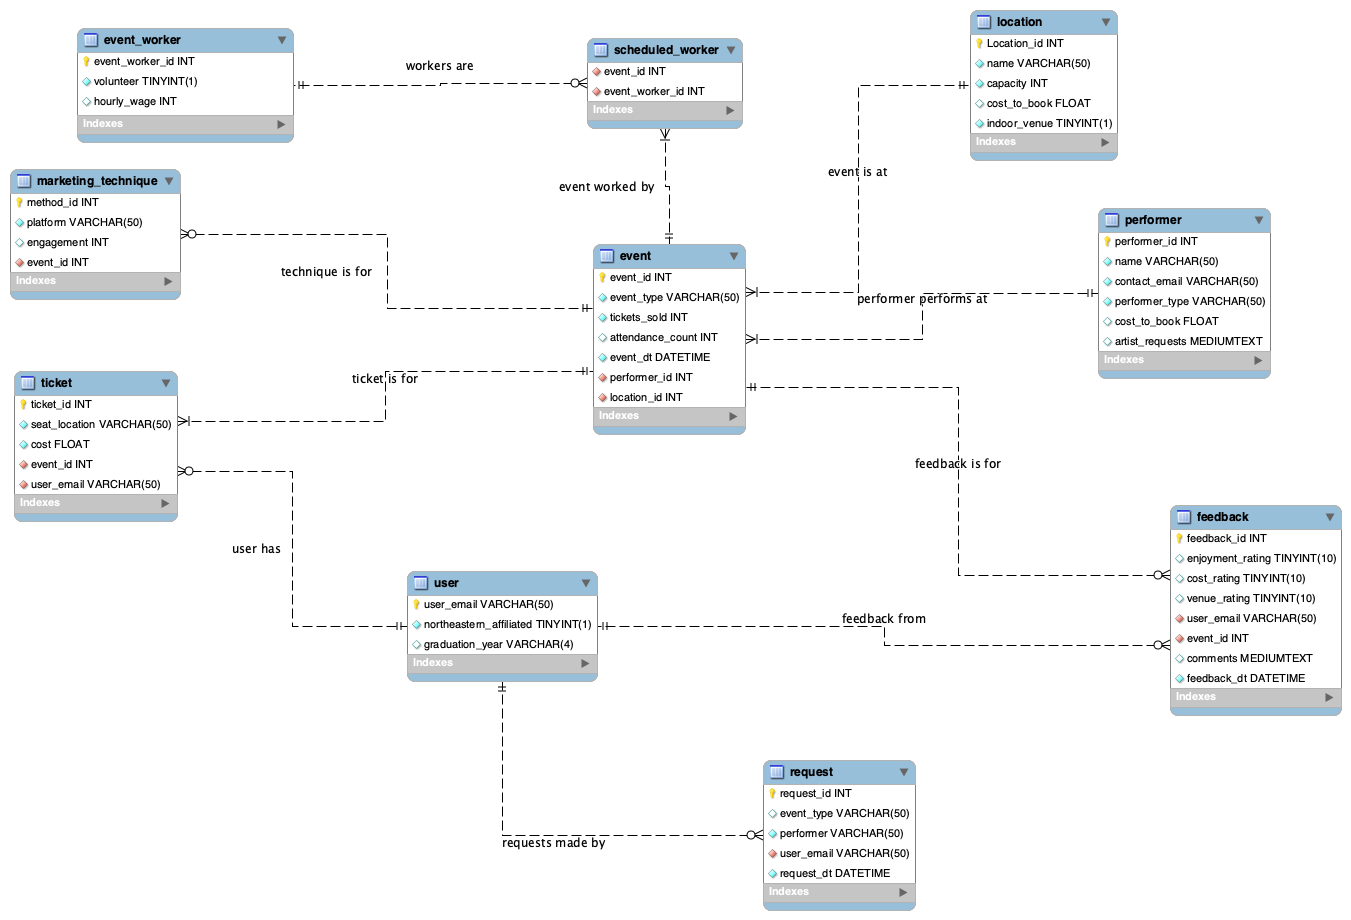 event_worker
event_worker_id INT
volunteer TINYINT(1)
hourly_wage INT
Indexes
workers are
scheduled_worker
event_id INT
event_worker_id INT
Indexes
location
Location_id INT
name VARCHAR(50)
capacity INT
cost_to_book FLOAT
indoor_venue TINYINT(1)
Indexes
marketing_technique
method_id INT
platform VARCHAR(50)
engagement INT
event_id INT
Indexes
technique is for
event worked by
event is at
event
event_id INT
event_type VARCHAR(50)
tickets_sold INT
attendance_count INT
event_dt DATETIME
performer_id INT
location_id INT
Indexes
performer performs at
performer
performer_id INT
name VARCHAR(50)
contact_email VARCHAR(50)
performer_type VARCHAR(50)
cost_to_book FLOAT
artist_requests MEDIUMTEXT
Indexes
ticket
ticket_id INT
seat_location VARCHAR(50)
cost FLOAT
event_id INT
user_email VARCHAR(50)
Indexes
ticket is for
feedback is for
user has
user
user_email VARCHAR(50)
northeastern_affiliated TINYINT(1)
graduation_year VARCHAR(4)
Indexes
feedback from
feedback
feedback_id INT
enjoyment_rating TINYINT(10)
cost_rating TINYINT(10)
venue_rating TINYINT(10)
user_email VARCHAR(50)
event_id INT
comments MEDIUMTEXT
feedback_dt DATETIME
Indexes
requests made by
request
request_id INT
event_type VARCHAR(50)
performer VARCHAR(50)
user_email VARCHAR(50)
request_dt DATETIME
Indexes